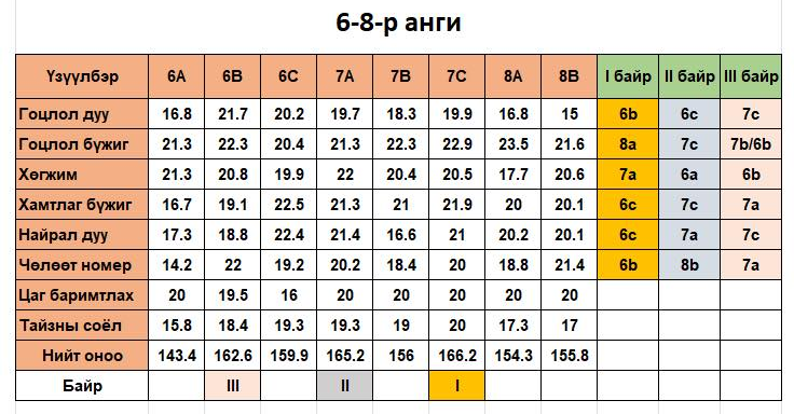 6-8-р анги
Үзүүлбэр 6A 6B 6C 7A 7B 7C 8A 8B I байр II байр III байр
Гоцлол дуу 16.8 21.7 20.2 19.7 18.3 19.9 16.8 15 6b 6c 7c
Гоцлол бүжиг 21.3 22.3 20.4 21.3 22.3 22.9 23.5 21.6 8a 7c 7b/6b
Хөгжим 21.3 20.8 19.9 22 20.4 20.5 17.7 20.6 7a 6a 6b
Хамтлаг бүжиг 16.7 19.1 22.5 21.3 21 21.9 20 20.1 6c 7c 7a
Найрал дуу 17.3 18.8 22.4 21.4 16.6 21 20.2 20.1 6c 7a 7c
Чөлөөт номер 14.2 22 19.2 20.2 18.4 20 18.8 21.4 6b 8b 7a
Цаг баримтлах 20 19.5 16 20 20 20 20 20
Тайзны соёл 15.8 18.4 19.3 19.3 19 20 17.3 17
Нийт оноо 143.4 162.6 159.9 165.2 156 166.2 154.3 155.8
Байр III II I